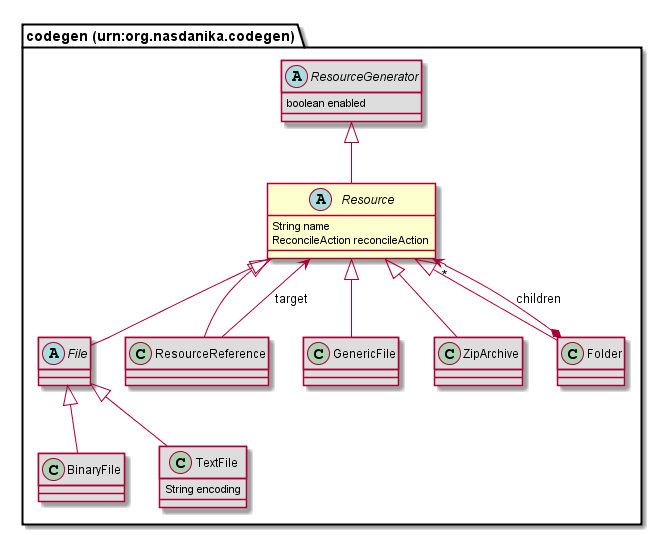 codegen (urn:org.nasdanika.codegen)
A ResourceGenerator
boolean enabled
A Resource
String name
ReconcileAction reconcileAction
target
*
children
A File
C ResourceReference
C GenericFile
C ZipArchive
C Folder
C BinaryFile
C TextFile
String encoding